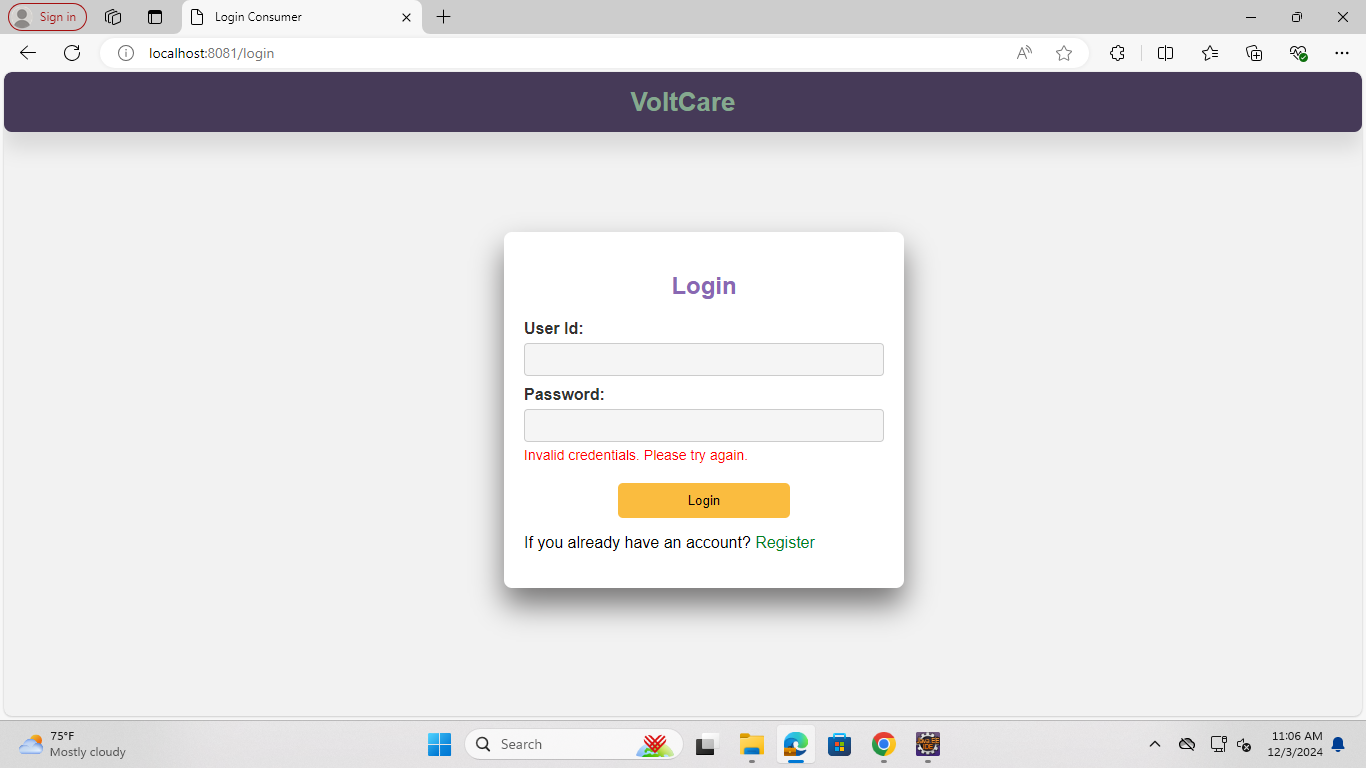 Sign in
Login Consumer
localhost:8081/login
VoltCare
Login
User Id:
Password:
Invalid credentials. Please try again.
Login
If you already have an account? Register
75°F
Mostly cloudy
Search
11:06 AM
12/3/2024